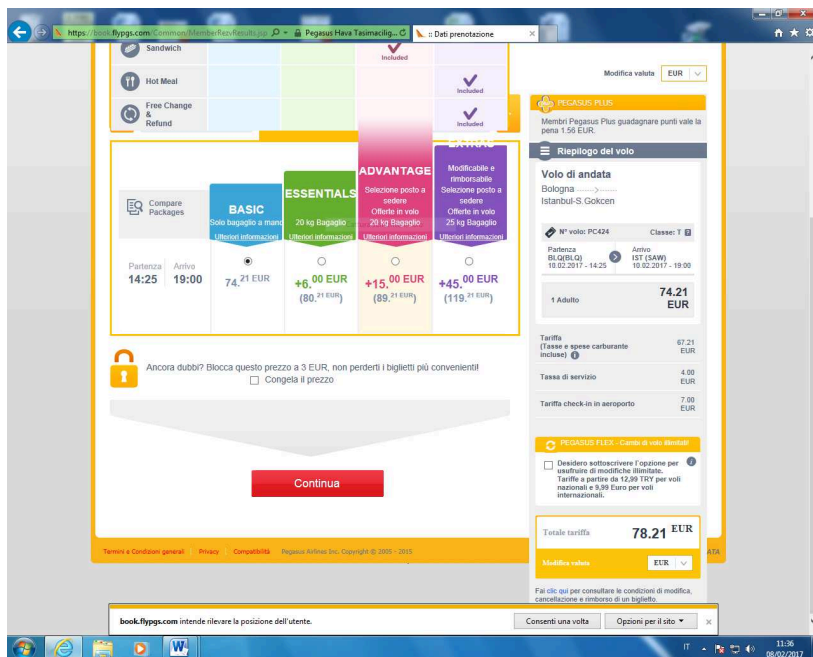 https://book.flypgs.com/Common/MemberRezvResults.jsp
Pegasus Hava Tasimacilig...
:: Dati prenotazione
Sandwich
Included
Hot Meal
Included
Free Change
&
Refund
Included
Compare
Packages
BASIC
Solo bagaglio a mano
Ulteriori informazioni
ESSENTIALS
20 kg Bagaglio
Ulteriori informazioni
ADVANTAGE
Selezione posto a
sedere
Offerte in volo
20 kg Bagaglio
Ulteriori informazioni
EXTRAS
Modificabile e
rimborsabile
Selezione posto a
sedere
Offerte in volo
25 kg Bagaglio
Ulteriori informazioni
Partenza Arrivo
14:25 19:00
74.21 EUR
+6.00 EUR
(80.21 EUR)
+15.00 EUR
(89.21 EUR)
+45.00 EUR
(119.21 EUR)
Ancora dubbi? Blocca questo prezzo a 3 EUR, non perderti i biglietti più convenienti!
Congela il prezzo
Continua
Modifica valuta EUR
PEGASUS PLUS
Membri Pegasus Plus guadagnare punti vale la
pena 1.56 EUR.
Riepilogo del volo
Volo di andata
Bologna
Istanbul-S.Gokcen
N° volo: PC424 Classe: T
Partenza
BLQ(BLQ)
10.02.2017 - 14:25
Arrivo
IST (SAW)
10.02.2017 - 19:00
1 Adulto
74.21
EUR
Tariffa
(Tasse e spese carburante
incluse)
67.21
EUR
Tassa di servizio
4.00
EUR
Tariffa check-in in aeroporto
7.00
EUR
PEGASUS FLEX - Cambi di volo illimitati!
Desidero sottoscrivere l'opzione per
usufruire di modifiche illimitate.
Tariffe a partire da 12,99 TRY per voli
nazionali e 9,99 Euro per voli
internazionali.
Totale tariffa 78.21 EUR
Modifica valuta EUR
Fai clic qui per consultare le condizioni di modifica,
cancellazione e rimborso di un biglietto.
Termini e Condizioni generali Privacy Compatibilità Pegasus Airlines Inc. Copyright © 2005 - 2015
ATA
book.flypgs.com intende rilevare la posizione dell'utente.
Consenti una volta
Opzioni per il sito
IT
11:36
08/02/2017